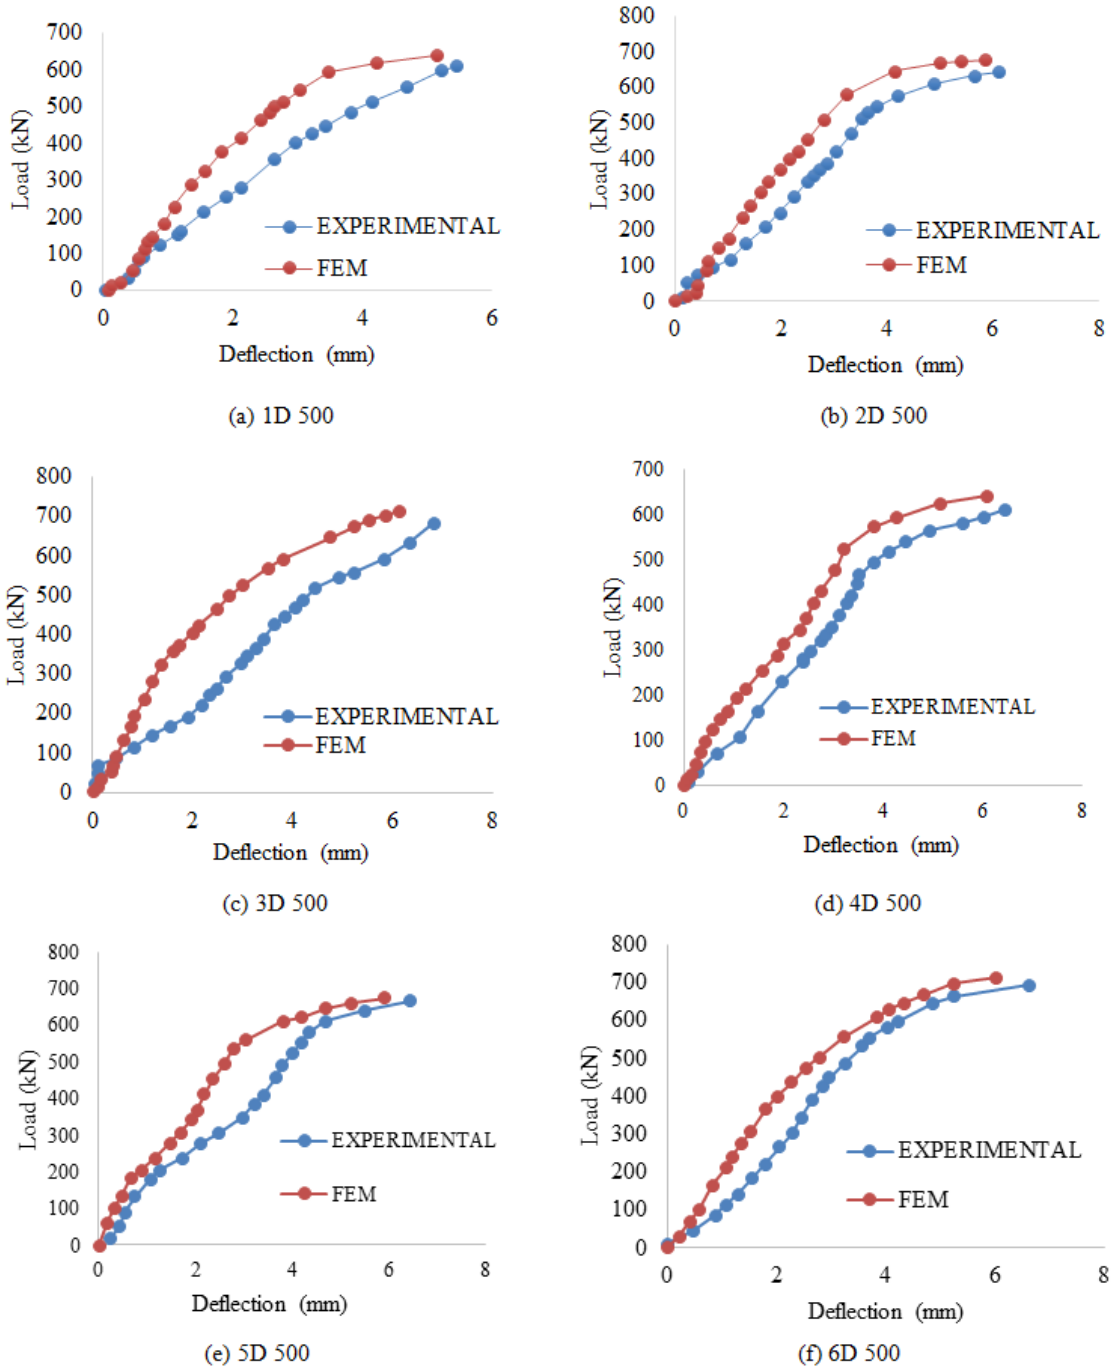 700
600
500
400
300
200
100
0
Load (kN)
EXPERIMENTAL
FEM
0 2 4 6
Deflection (mm)
(a) 1D 500
800
700
600
500
400
300
200
100
0
Load (kN)
EXPERIMENTAL
FEM
0 2 4 6 8
Deflection (mm)
(b) 2D 500
800
700
600
500
400
300
200
100
0
Load (kN)
EXPERIMENTAL
FEM
0 2 4 6 8
Deflection (mm)
(c) 3D 500
700
600
500
400
300
200
100
0
Load (kN)
EXPERIMENTAL
FEM
0 2 4 6 8
Deflection (mm)
(d) 4D 500
800
700
600
500
400
300
200
100
0
Load (kN)
EXPERIMENTAL
FEM
0 2 4 6 8
Deflection (mm)
(e) 5D 500
800
700
600
500
400
300
200
100
0
Load (kN)
EXPERIMENTAL
FEM
0 2 4 6 8
Deflection (mm)
(f) 6D 500